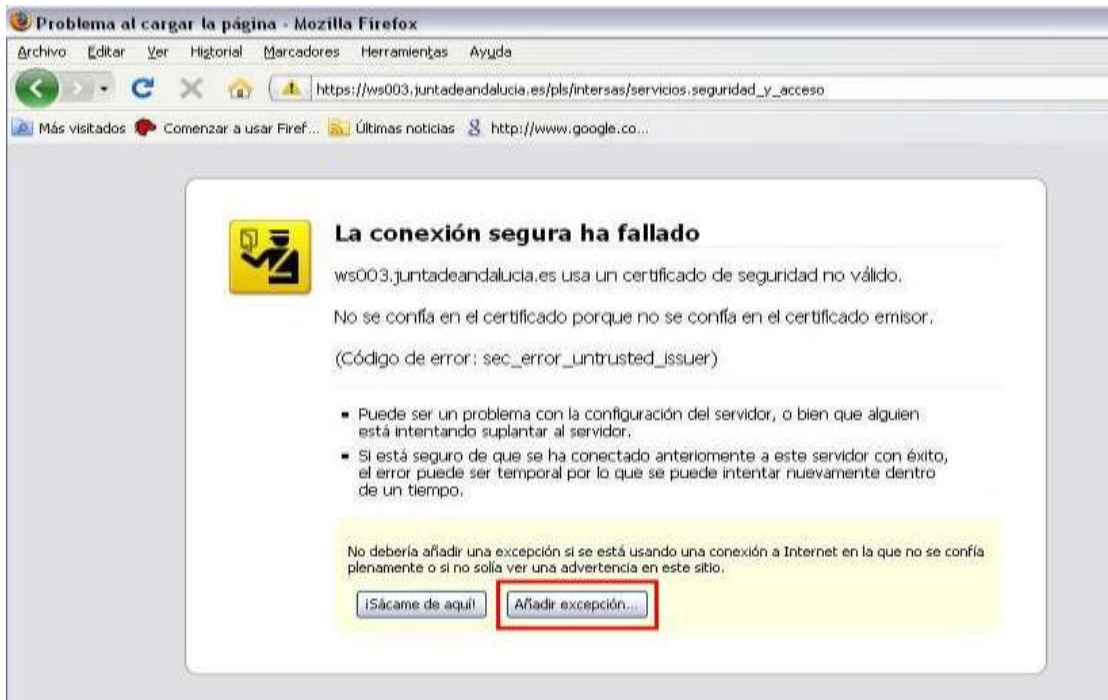 Problema al cargar la página - Mozilla Firefox
Archivo Editar Ver Historial Marcadores Herramientas Ayuda
https://ws003.juntadeandalucia.es/pls/intersas/servicios.seguridad_y_acceso
Más visitados Comenzar a usar Firef... Últimas noticias http://www.google.co...
La conexión segura ha fallado
ws003.juntadeandalucia.es usa un certificado de seguridad no válido.
No se confía en el certificado porque no se confía en el certificado emisor.
(Código de error: sec_error_untrusted_issuer)
Puede ser un problema con la configuración del servidor, o bien que alguien
está intentando suplantar al servidor.
Si está seguro de que se ha conectado anteriormente a este servidor con éxito,
el error puede ser temporal por lo que se puede intentar nuevamente dentro
de un tiempo.
No debería añadir una excepción si se está usando una conexión a Internet en la que no se confía
plenamente o si no solía ver una advertencia en este sitio.
¡Sácame de aquí! Añadir excepción...